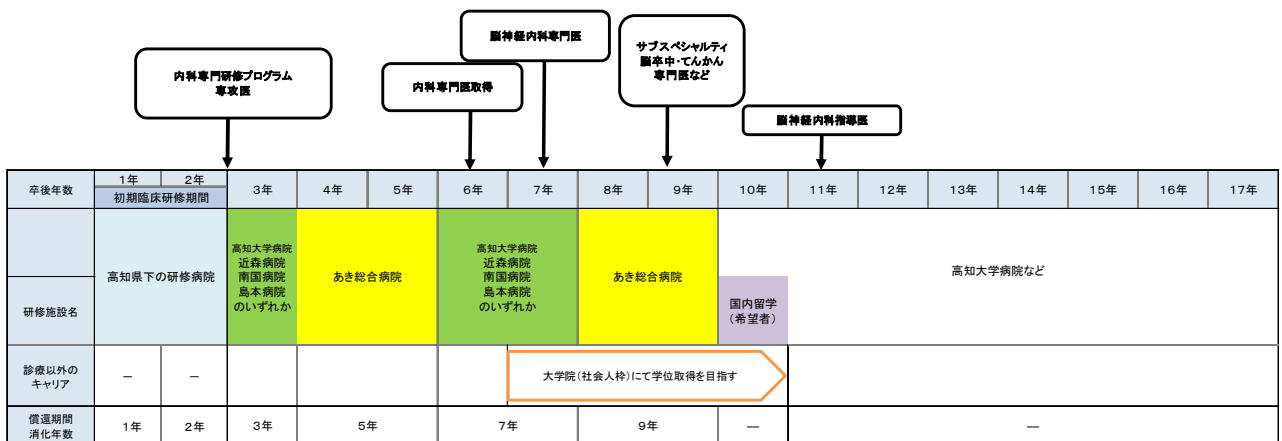 脳神経内科専門医
サブスペシャルティ
脳卒中・てんかん
専門医など
内科専門研修プログラム
専攻医
内科専門医取得
脳神経内科指導医
卒後年数
1年
2年
初期臨床研修期間
3年
4年
5年
6年
7年
8年
9年
10年
11年
12年
13年
14年
15年
16年
17年
研修施設名
高知県下の研修病院
高知大学病院
近森病院
南国病院
島本病院
のいずれか
あき総合病院
高知大学病院
近森病院
南国病院
島本病院
のいずれか
あき総合病院
国内留学
（希望者）
高知大学病院など
診療以外の
キャリア
－
－
大学院（社会人枠）にて学位取得を目指す
償還期間
消化年数
1年
2年
3年
5年
7年
9年
―
―